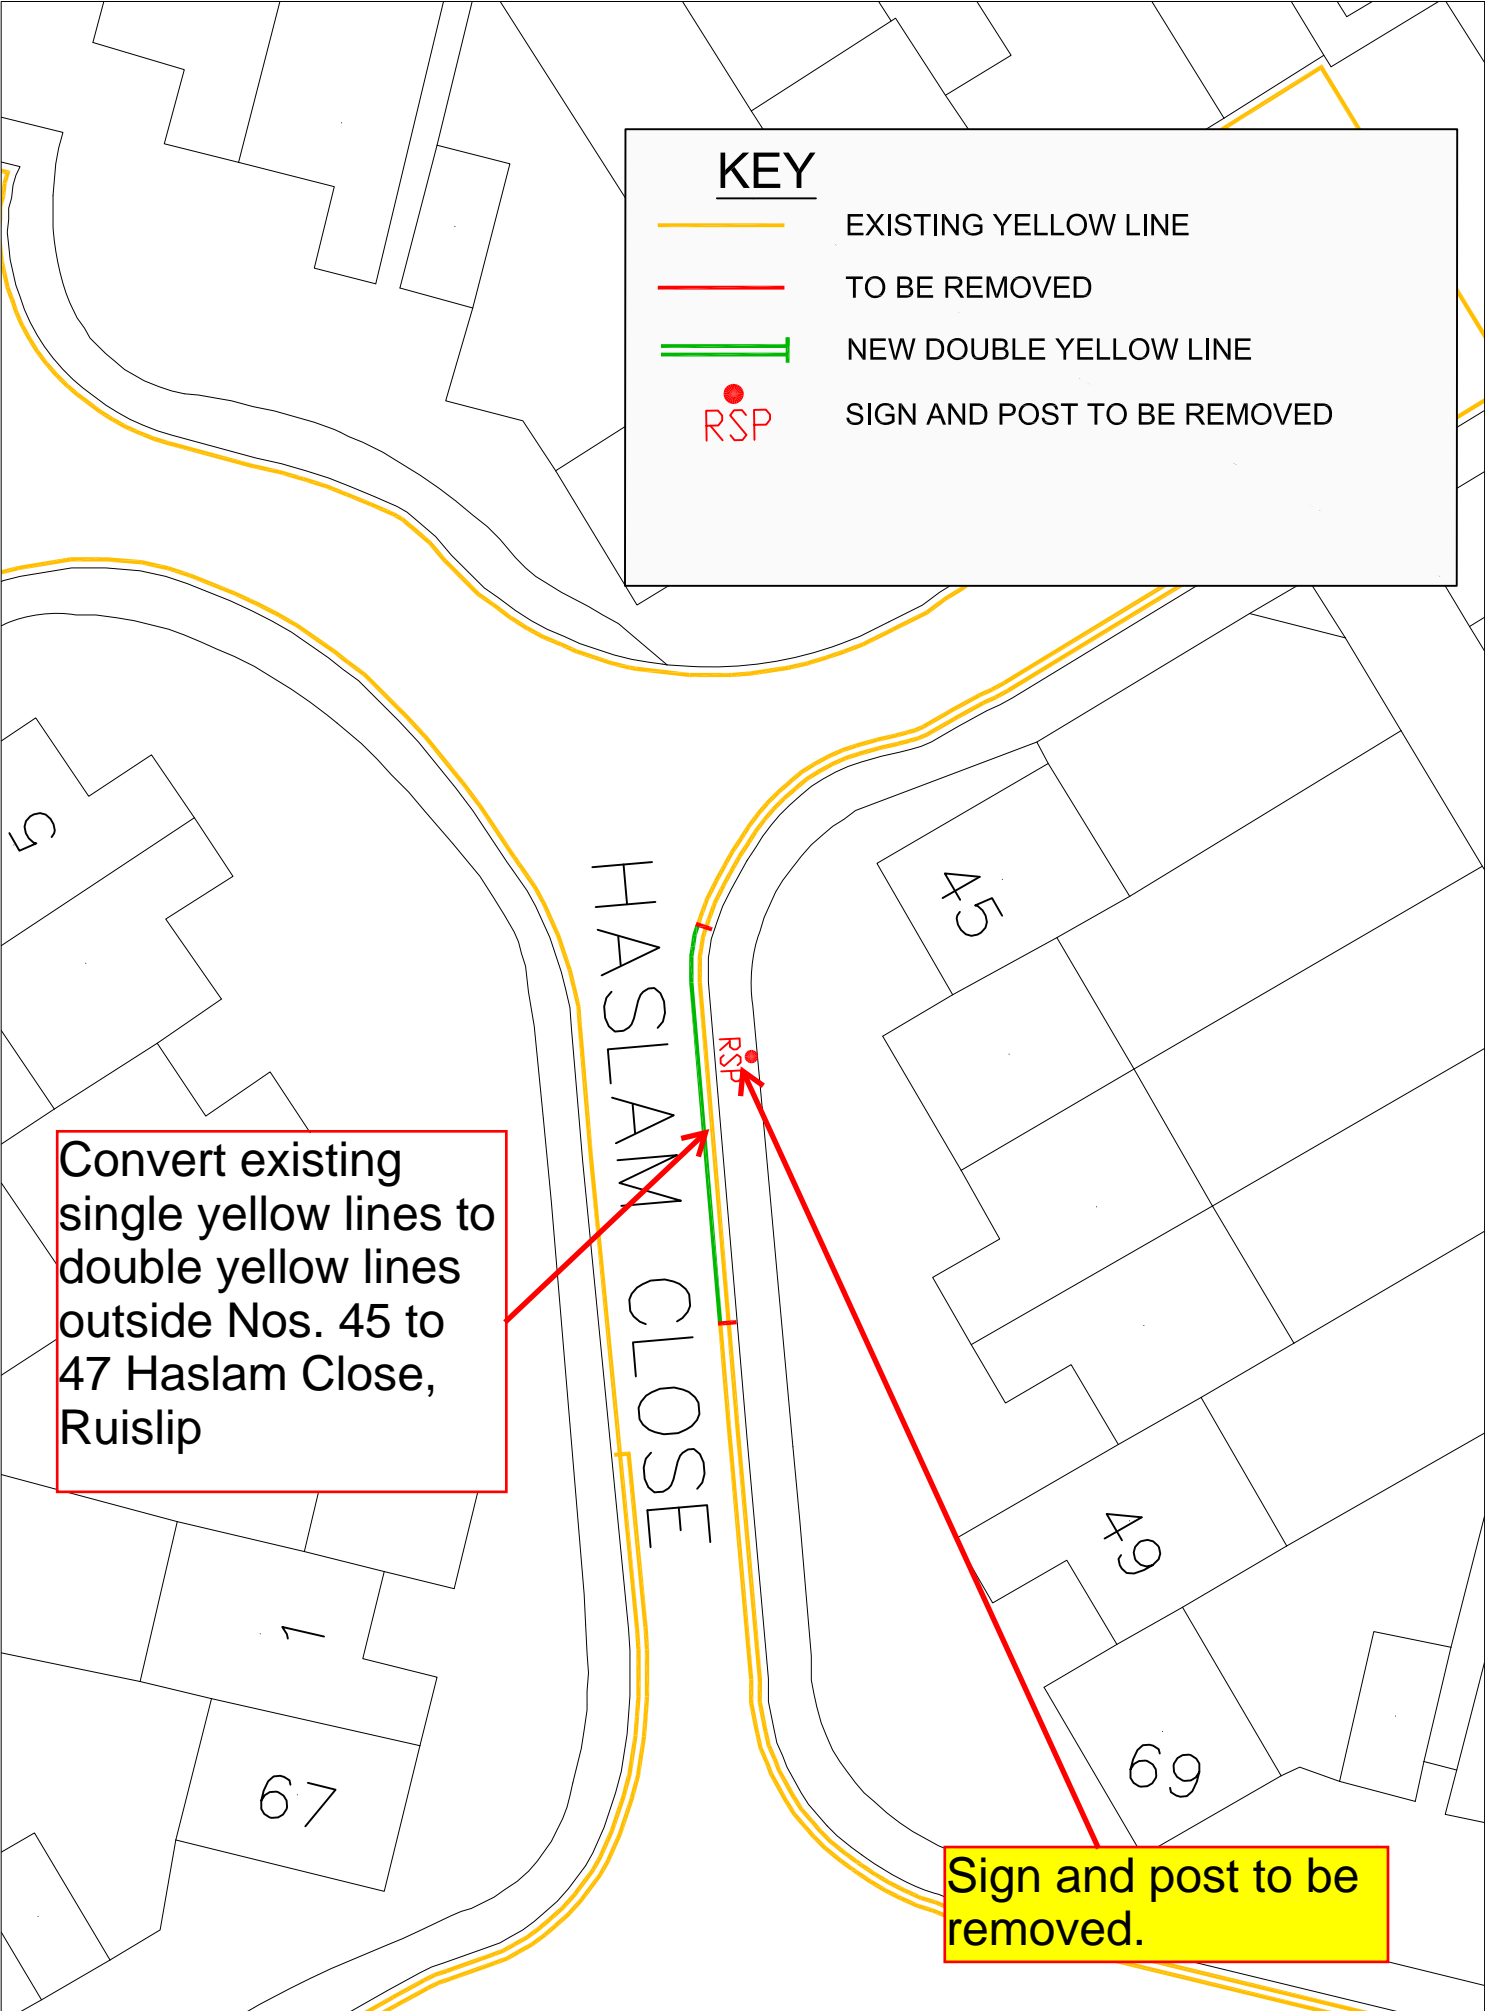 KEY
EXISTING YELLOW LINE
TO BE REMOVED
NEW DOUBLE YELLOW LINE
RSP SIGN AND POST TO BE REMOVED
5
45
HASLAM CLOSE
RSP
Convert existing
single yellow lines to
double yellow lines
outside Nos. 45 to
47 Haslam Close,
Ruislip
49
1
69
67
Sign and post to be
removed.